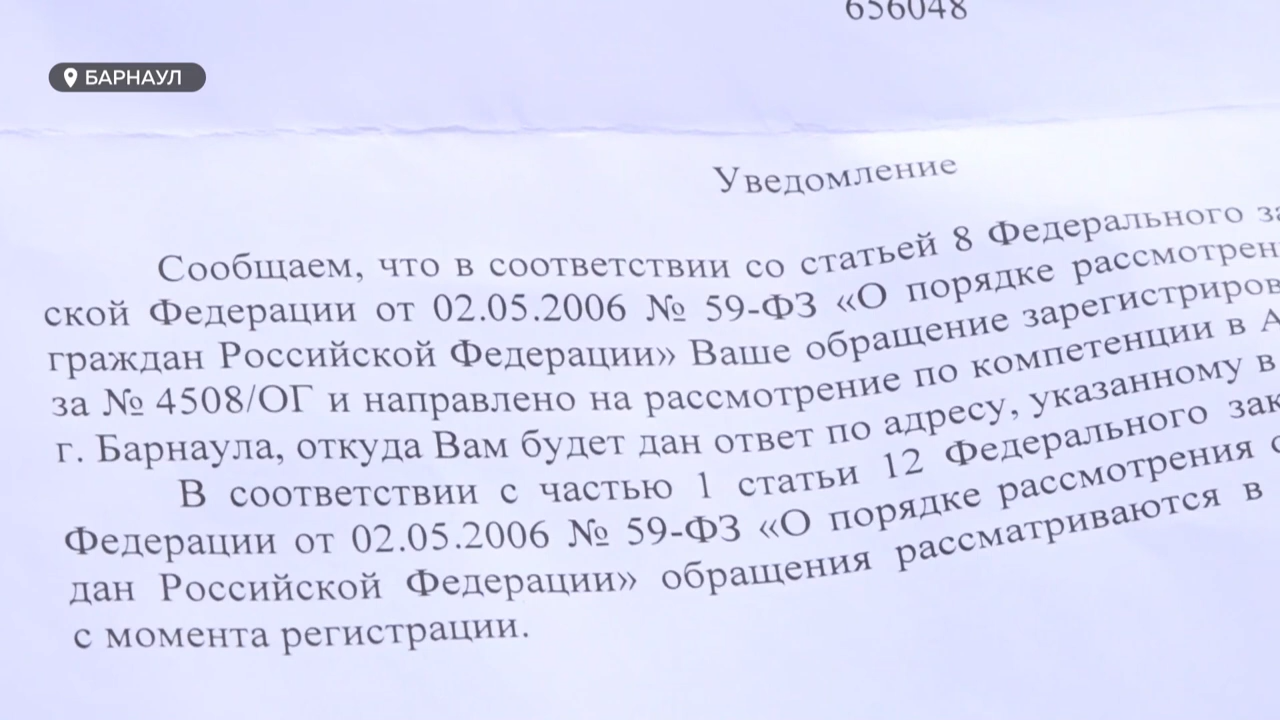 656048
БАРНАУЛ
Уведомление
Сообщаем, что в соответствии со статьей 8 Федерального
ской Федерации от 02.05.2006 № 59-ФЗ «О порядке
граждан Российской Федерации» Ваше обращение
за № 4508/ОГ и направлено на рассмотрение по компетенции в
г. Барнаула, откуда Вам будет дан ответ по адресу, указанному в
В соответствии с частью 1 статьи 12 Федерального
Федерации от 02.05.2006 № 59-ФЗ «О порядке рассмотрения
дан Российской Федерации» обращения рассматриваются в
с момента регистрации.